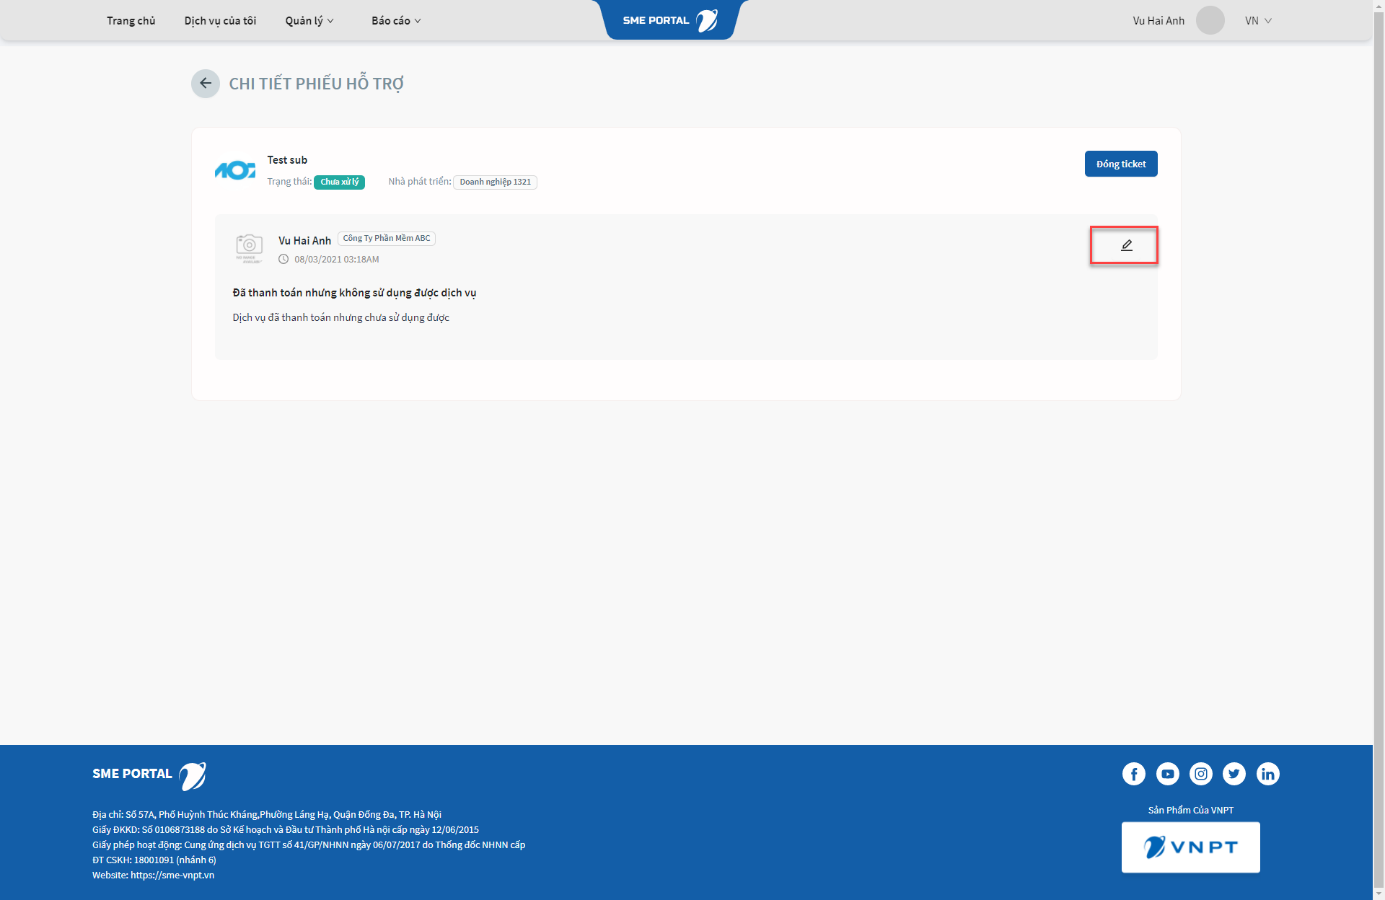 Trang chủ Dịch vụ của tôi Quản lý Báo cáo SME PORTAL Vu Hai Anh VN
CHI TIẾT PHIẾU HỖ TRỢ
Test sub
Đóng ticket
Trạng thái: Chưa xử lý Nhà phát triển: Doanh nghiệp 1321
Vu Hai Anh Công Ty Phần Mềm ABC
08/03/2021 03:18AM
Đã thanh toán nhưng không sử dụng được dịch vụ
Dịch vụ đã thanh toán nhưng chưa sử dụng được
SME PORTAL
Địa chỉ: Số 57A, Phố Huỳnh Thúc Kháng,Phường Láng Hạ, Quận Đống Đa, TP. Hà Nội
Giấy ĐKKD: Số 0106873188 do Sở Kế hoạch và Đầu tư Thành phố Hà nội cấp ngày 12/06/2015
Giấy phép hoạt động: Cung ứng dịch vụ TGTT số 41/GP/NHNN ngày 06/07/2017 do Thống đốc NHNN cấp
ĐT CSKH: 18001091 (nhánh 6)
Website: https://sme-vnpt.vn
Sản Phẩm Của VNPT
VNPT